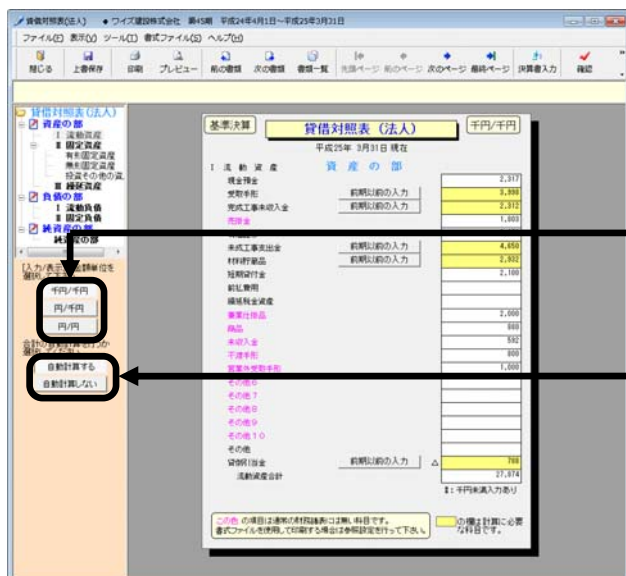 貸借対照表(法人) ◆ワイズ建設株式会社 第45期 平成24年4月1日～平成25年3月31日
ファイル(F) 表示(V) ツール(T) 書式ファイル(S) ヘルプ(H)
閉じる 上書保存 印刷 プレビュー 前の書類 次の書類 書類一覧 先頭ページ 前のページ 次のページ 最終ページ 決算書入力 確認
貸借対照表(法人)
資産の部
Ⅰ 流動資産
Ⅱ 固定資産
有形固定資産
無形固定資産
投資その他の資
Ⅲ 繰延資産
負債の部
Ⅰ 流動負債
Ⅱ 固定負債
純資産の部
純資産の部
千円/千円
円/千円
円/円
自動計算する
自動計算しない
基準決算 貸借対照表 (法人) 千円/千円
平成25年 3月31日 現在
Ⅰ 流動資産 資産の部
現金預金 2,317
受取手形 前期以前の入力 3,998
完成工事未収入金 前期以前の入力 2,312
売掛金 1,803
未成工事支出金 前期以前の入力 4,650
材料貯蔵品 前期以前の入力 2,932
短期貸付金 2,100
前払費用
繰延税金資産
兼業仕掛品 2,000
商品 880
未収入金 592
不渡手形 800
営業外受取手形 1,000
その他6
その他7
その他8
その他9
その他10
その他
貸倒引当金 前期以前の入力 △ 788
流動資産合計 27,874
Ⅱ:千円未満入力あり
この色 の項目は通常の財務諸表には無い科目です。
書式ファイルを使用して印刷する場合は参照設定を行って下さい。
の欄は計算に必要
な科目です。